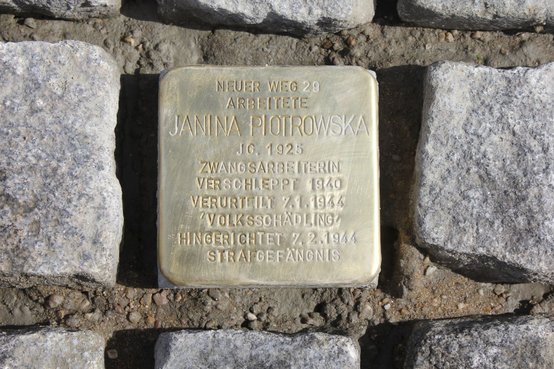 NEUER WEG 29
ARBEITETE
JANINA PIOTROWSKA
JG. 1925
ZWANGSARBEITERIN
VERSCHLEPPT 1940
VERURTEILT 7.1.1944
'VOLKSSCHÄDLING'
HINGERICHTET 7.2.1944
STRAFGEFÄNGNIS